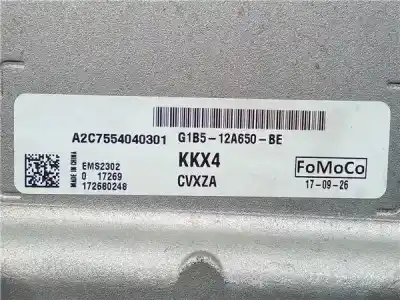 A2C7554040301 G1B5-12A650-BE
MADE IN CHINA
EMS2302
0 17269
172680248
KKX4
CVXZA
FoMoCo
17-09-26